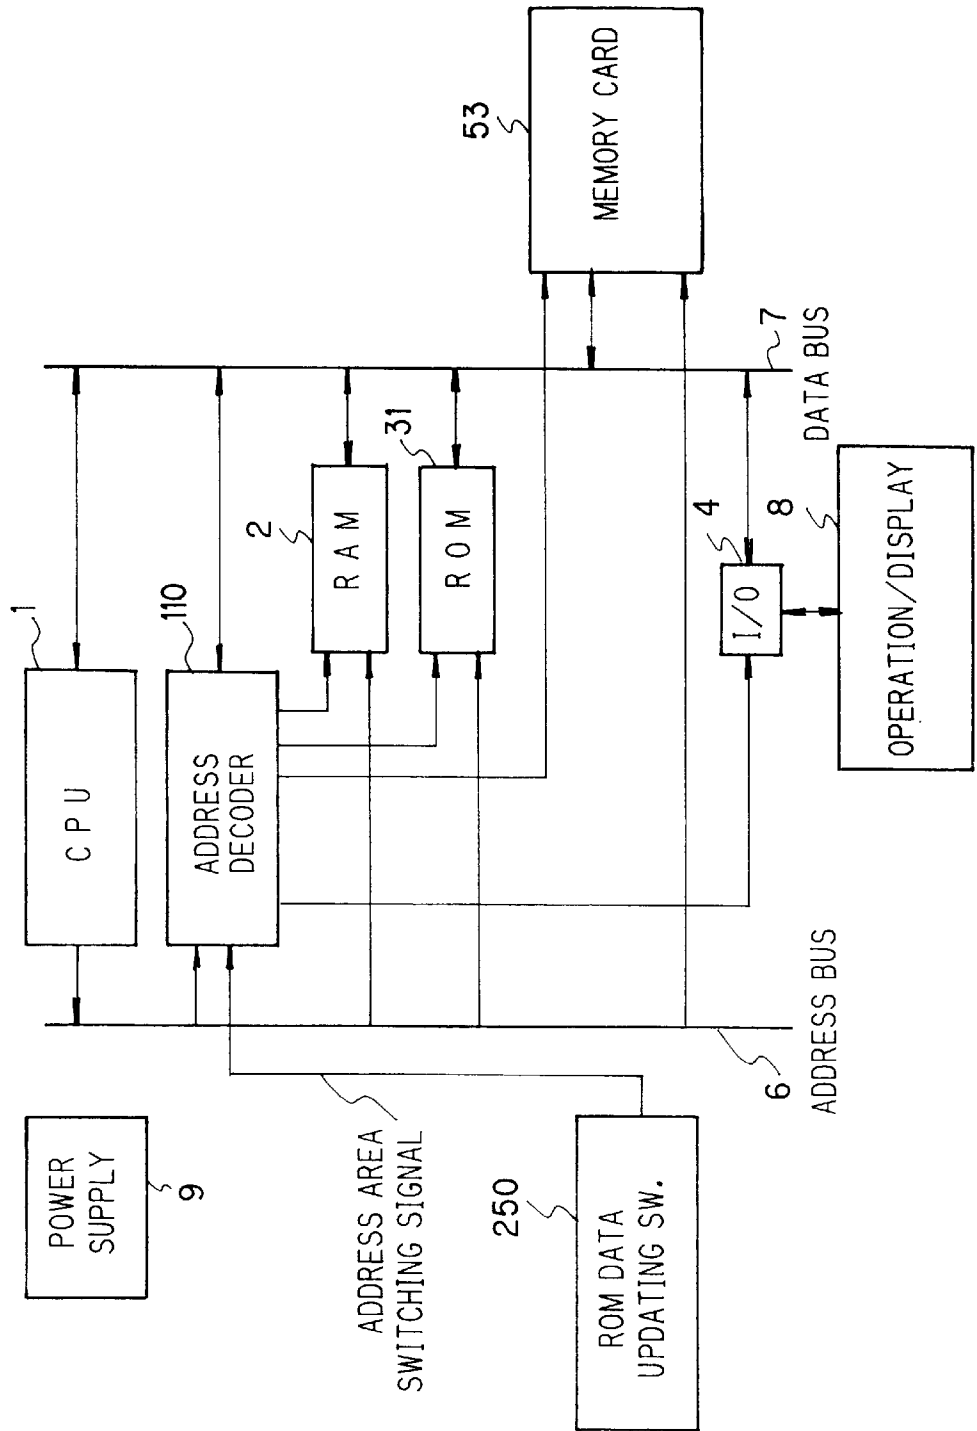 POWER
SUPPLY
9
CPU
1
ADDRESS
DECODER
110
RAM
2
ROM
31
MEMORY CARD
53
ADDRESS AREA
SWITCHING SIGNAL
ROM DATA
UPDATING SW.
250
6
ADDRESS BUS
I/O
4
7
DATA BUS
OPERATION/DISPLAY
8